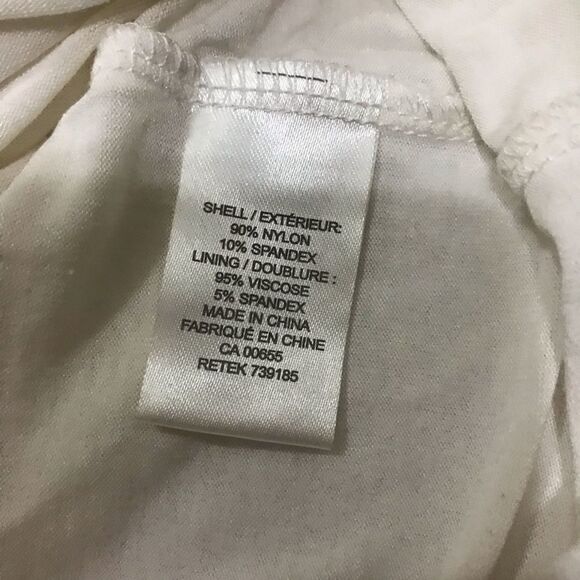 SHELL / EXTÉRIEUR:
90% NYLON
10% SPANDEX
LINING / DOUBLURE :
95% VISCOSE
5% SPANDEX
MADE IN CHINA
FABRIQUÉ EN CHINE
CA 00655
RETEK 739185